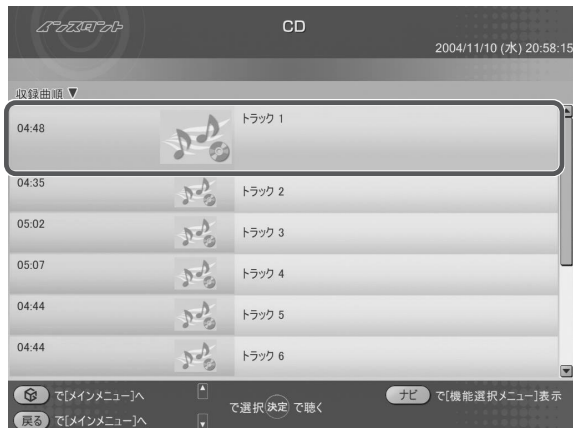 インスタント
CD
2004/11/10 (水) 20:58:15
収録曲順▼
04:48 トラック 1
04:35 トラック 2
05:02 トラック 3
05:07 トラック 4
04:44 トラック 5
04:44 トラック 6
で[メインメニュー]へ
ナビ で[機能選択メニュー]表示
で選択 決定 で聴く
戻る で[メインメニュー]へ